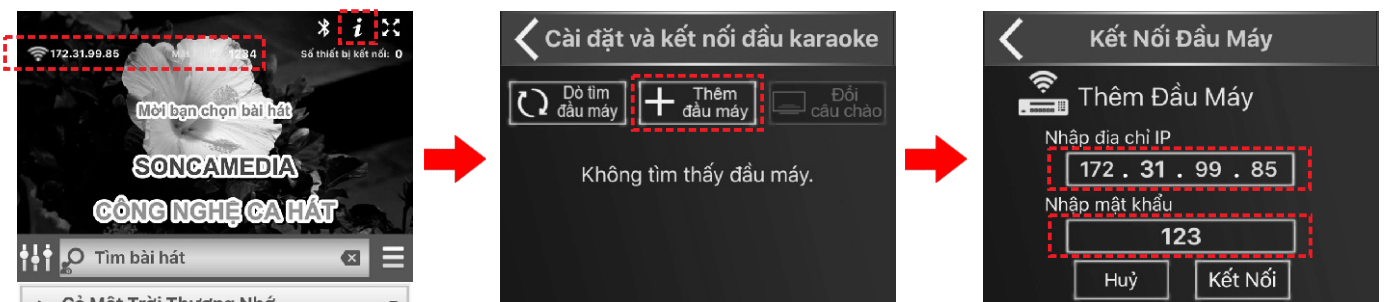 172.31.99.85 Mật 1234 Số thiết bị kết nối: 0
Mời bạn chọn bài hát
SONCAMEDIA
CÔNG NGHỆ CA HÁT
Tìm bài hát
Cài đặt và kết nối đầu karaoke
Dò tìm
đầu máy
Thêm
đầu máy
Đổi
câu chào
Không tìm thấy đầu máy.
Kết Nối Đầu Máy
Thêm Đầu Máy
Nhập địa chỉ IP
172 . 31 . 99 . 85
Nhập mật khẩu
123
Huỷ
Kết Nối